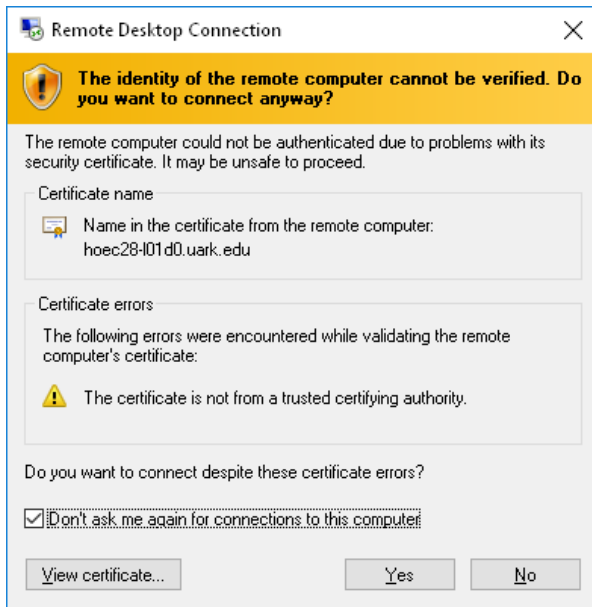 Remote Desktop Connection
The identity of the remote computer cannot be verified. Do
you want to connect anyway?
The remote computer could not be authenticated due to problems with its
security certificate. It may be unsafe to proceed.
Certificate name
Name in the certificate from the remote computer:
hoec28-l01d0.uark.edu
Certificate errors
The following errors were encountered while validating the remote
computer's certificate:
The certificate is not from a trusted certifying authority.
Do you want to connect despite these certificate errors?
Don't ask me again for connections to this computer
View certificate...
Yes
No